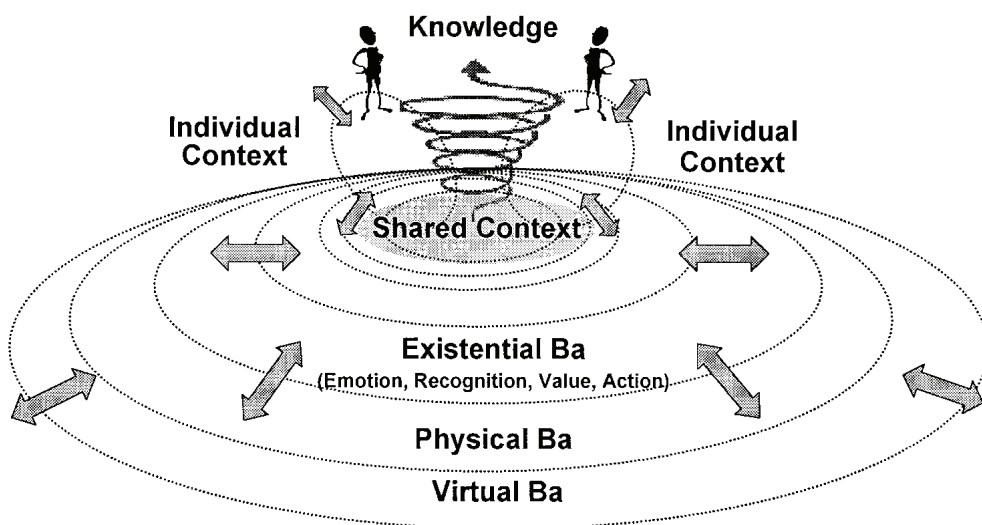 Knowledge
Individual
Context
Individual
Context
Shared Context
Existential Ba
(Emotion, Recognition, Value, Action)
Physical Ba
Virtual Ba